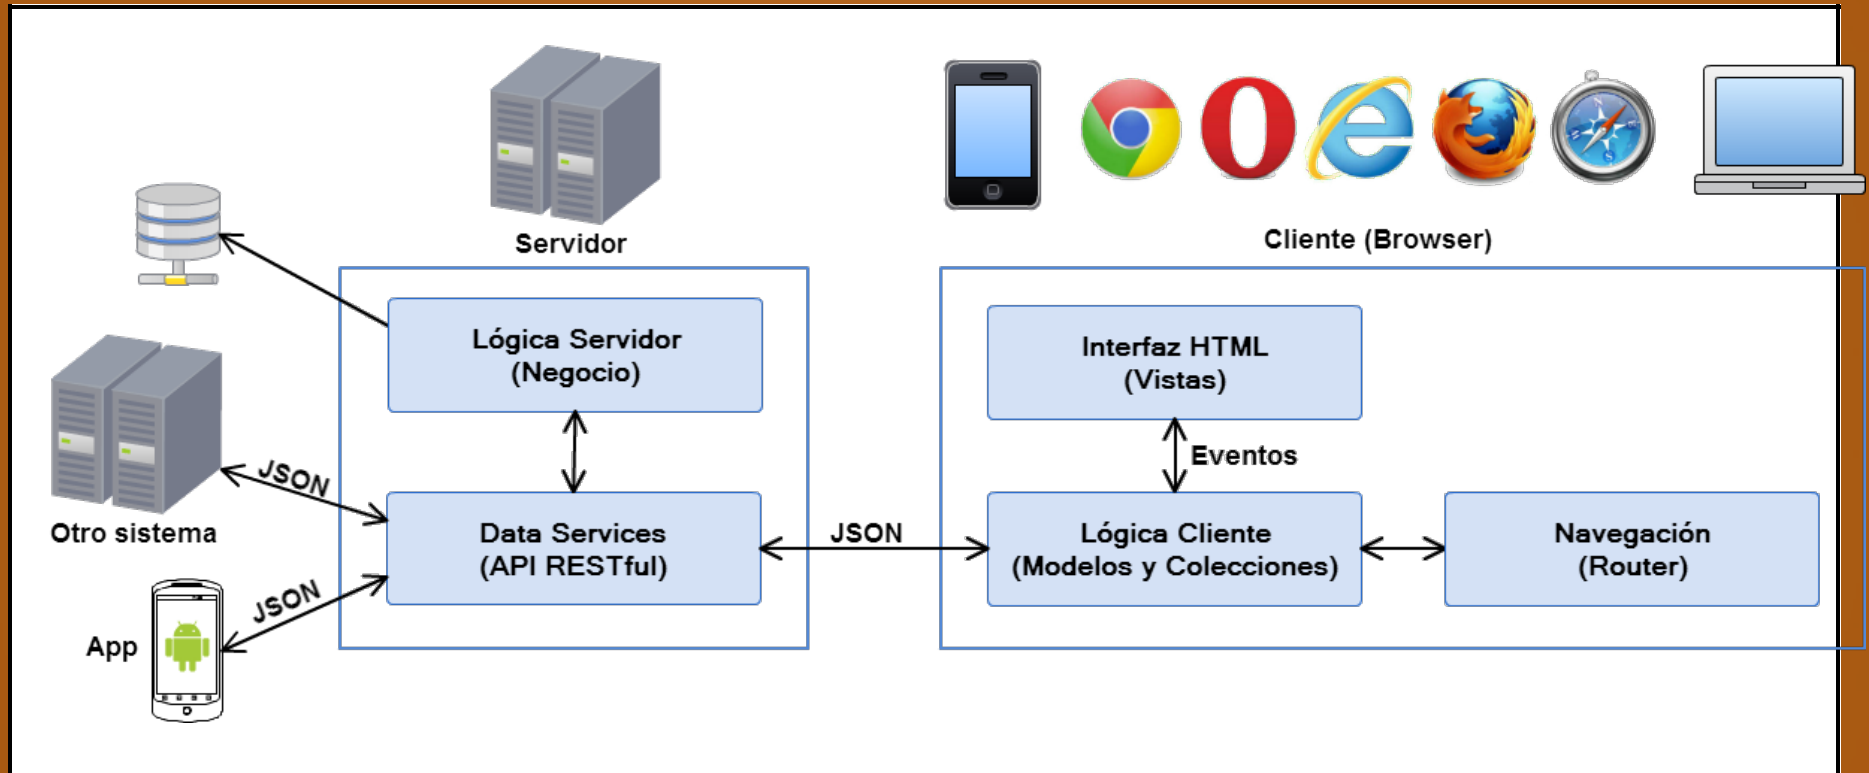 Servidor
Cliente (Browser)
Lógica Servidor
(Negocio)
Interfaz HTML
(Vistas)
Eventos
JSON
Otro sistema
Data Services
(API RESTful)
JSON
Lógica Cliente
(Modelos y Colecciones)
Navegación
(Router)
JSON
App